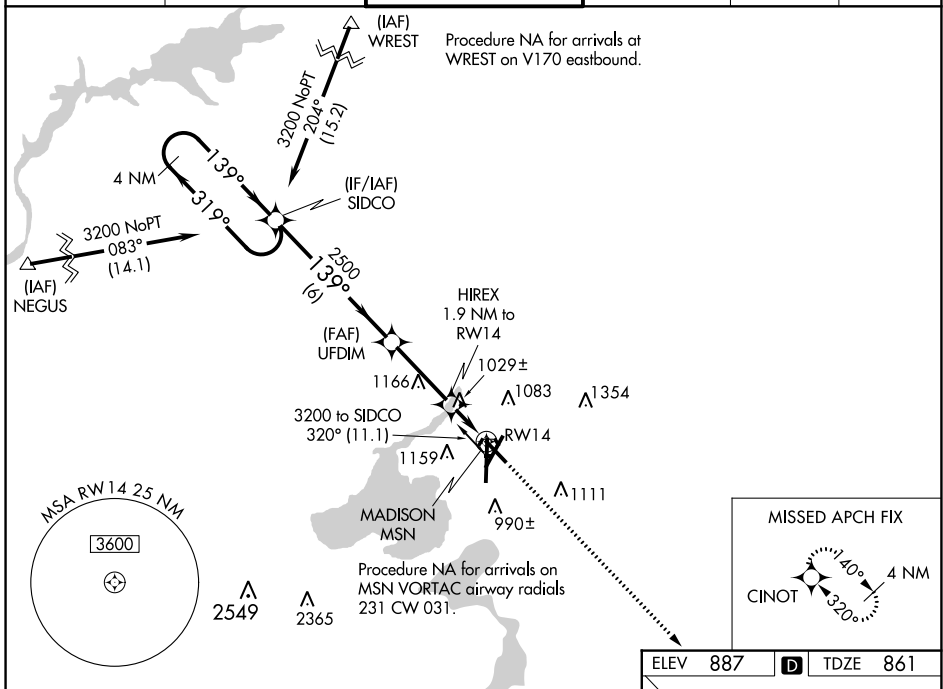 (IAF)
WREST
Procedure NA for arrivals at
WREST on V170 eastbound.
3200 NoPT
204°
(15.2)
139°
4 NM
319°
(IF/IAF)
SIDCO
3200 NoPT
083°
(14.1)
(IAF)
NEGUS
2500
139°
(6)
HIREX
1.9 NM to
RW14
(FAF)
UFDIM
1029±
1166
1083
1354
3200 to SIDCO
320° (11.1)
RW14
1159
MADISON
MSN
990±
1111
MSA RW14 25 NM
3600
2549
2365
Procedure NA for arrivals on
MSN VORTAC airway radials
231 CW 031.
MISSED APCH FIX
CINOT
140°
4 NM
320°
ELEV 887 D TDZE 861